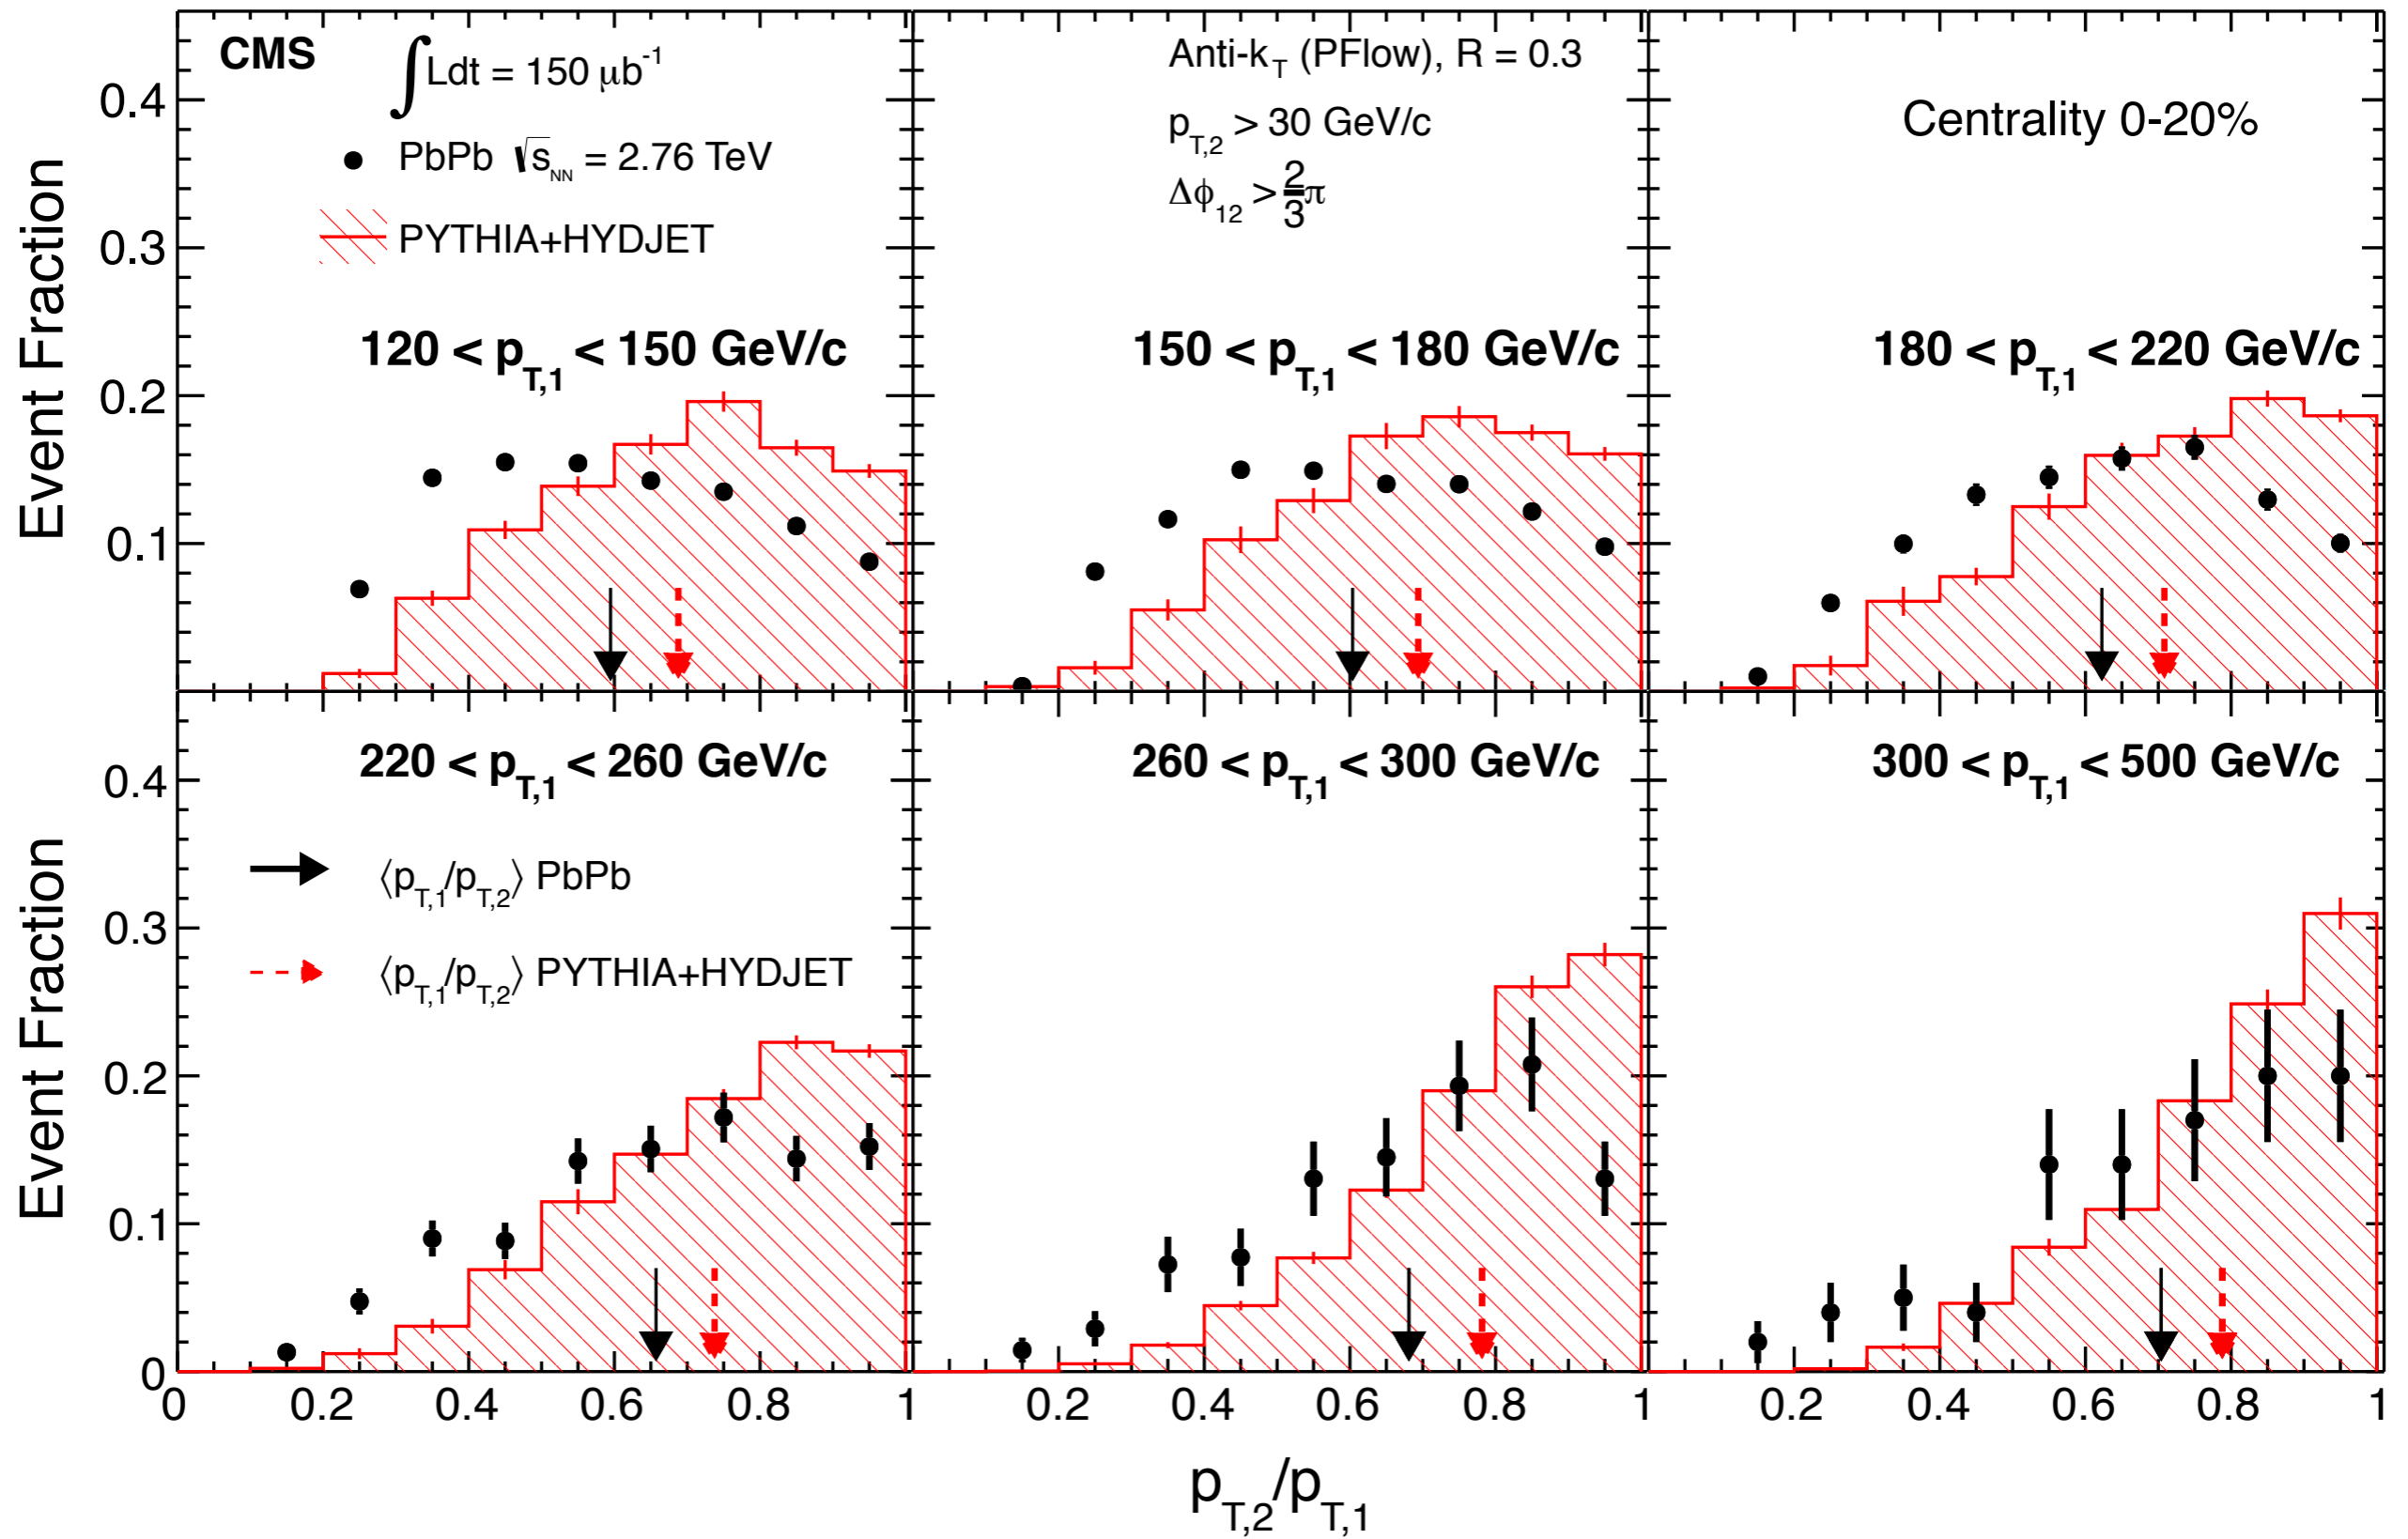 CMS
∫Ldt = 150 μb⁻¹
PbPb √s_NN = 2.76 TeV
PYTHIA+HYDJET
120 < p_T,1 < 150 GeV/c
Anti-k_T (PFlow), R = 0.3
p_T,2 > 30 GeV/c
Δϕ_12 > 2/3 π
150 < p_T,1 < 180 GeV/c
Centrality 0-20%
180 < p_T,1 < 220 GeV/c
Event Fraction
0.4
0.3
0.2
0.1
220 < p_T,1 < 260 GeV/c
⟨p_T,1/p_T,2⟩ PbPb
⟨p_T,1/p_T,2⟩ PYTHIA+HYDJET
260 < p_T,1 < 300 GeV/c
300 < p_T,1 < 500 GeV/c
Event Fraction
0.4
0.3
0.2
0.1
0
0 0.2 0.4 0.6 0.8 1
0.2 0.4 0.6 0.8 1
0.2 0.4 0.6 0.8 1
p_T,2/p_T,1